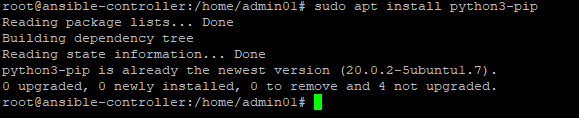 root@ansible-controller:/home/admin01# sudo apt install python3-pip
Reading package lists... Done
Building dependency tree
Reading state information... Done
python3-pip is already the newest version (20.0.2-5ubuntu1.7).
0 upgraded, 0 newly installed, 0 to remove and 4 not upgraded.
root@ansible-controller:/home/admin01#